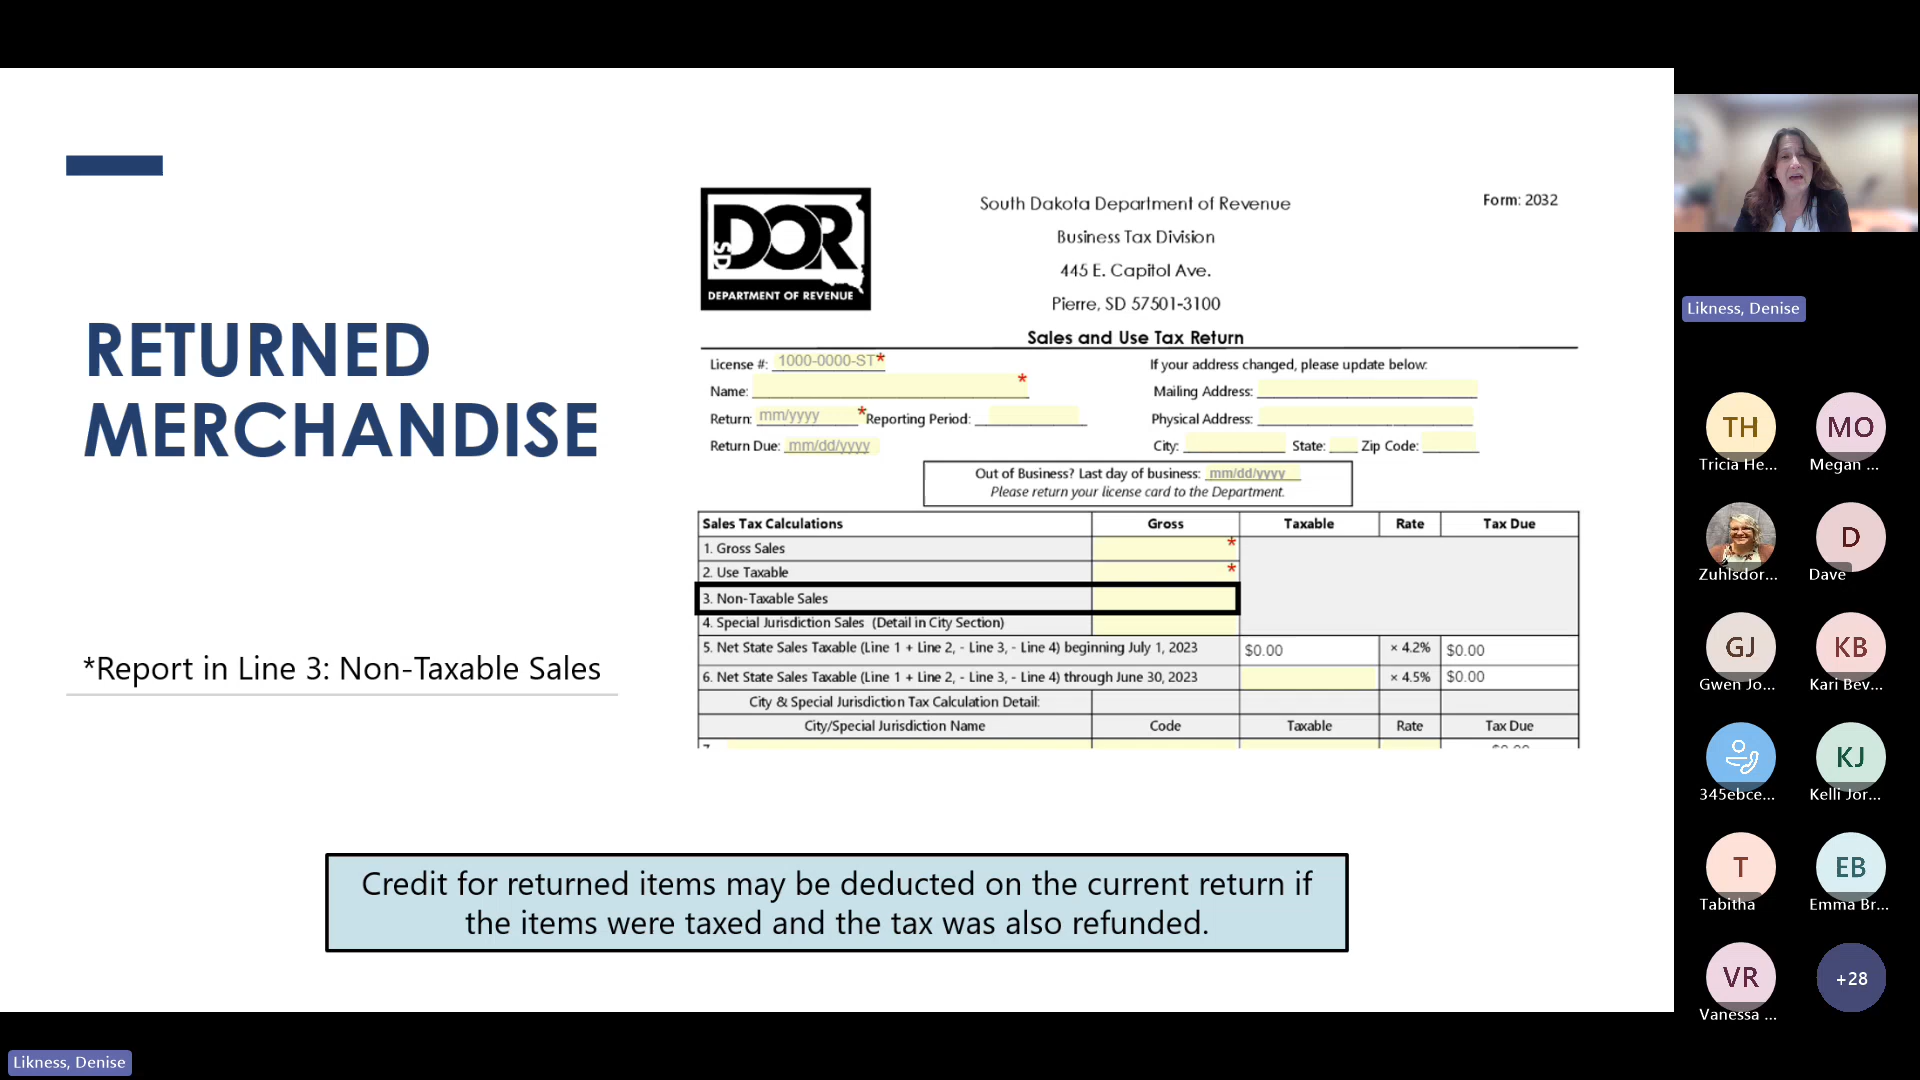 RETURNED
MERCHANDISE
*Report in Line 3: Non-Taxable Sales
SD DOR
DEPARTMENT OF REVENUE
South Dakota Department of Revenue
Business Tax Division
445 E. Capitol Ave.
Pierre, SD 57501-3100
Form: 2032
Sales and Use Tax Return
License #: 1000-0000-ST*
Name: *
Return: mm/yyyy * Reporting Period:
Return Due: mm/dd/yyyy
If your address changed, please update below:
Mailing Address:
Physical Address:
City: State: Zip Code:
Out of Business? Last day of business: mm/dd/yyyy
Please return your license card to the Department.
Sales Tax Calculations Gross Taxable Rate Tax Due
1. Gross Sales *
2. Use Taxable *
3. Non-Taxable Sales
4. Special Jurisdiction Sales (Detail in City Section)
5. Net State Sales Taxable (Line 1 + Line 2, - Line 3, - Line 4) beginning July 1, 2023 $0.00 × 4.2% $0.00
6. Net State Sales Taxable (Line 1 + Line 2, - Line 3, - Line 4) through June 30, 2023 × 4.5% $0.00
City & Special Jurisdiction Tax Calculation Detail:
City/Special Jurisdiction Name Code Taxable Rate Tax Due
Credit for returned items may be deducted on the current return if
the items were taxed and the tax was also refunded.
Likness, Denise
Likness, Denise
TH MO
Tricia He... Megan ...
D
Zuhlsdor... Dave
GJ KB
Gwen Jo... Kari Bev...
KJ
345ebce... Kelli Jor...
T EB
Tabitha Emma Br...
VR +28
Vanessa ...